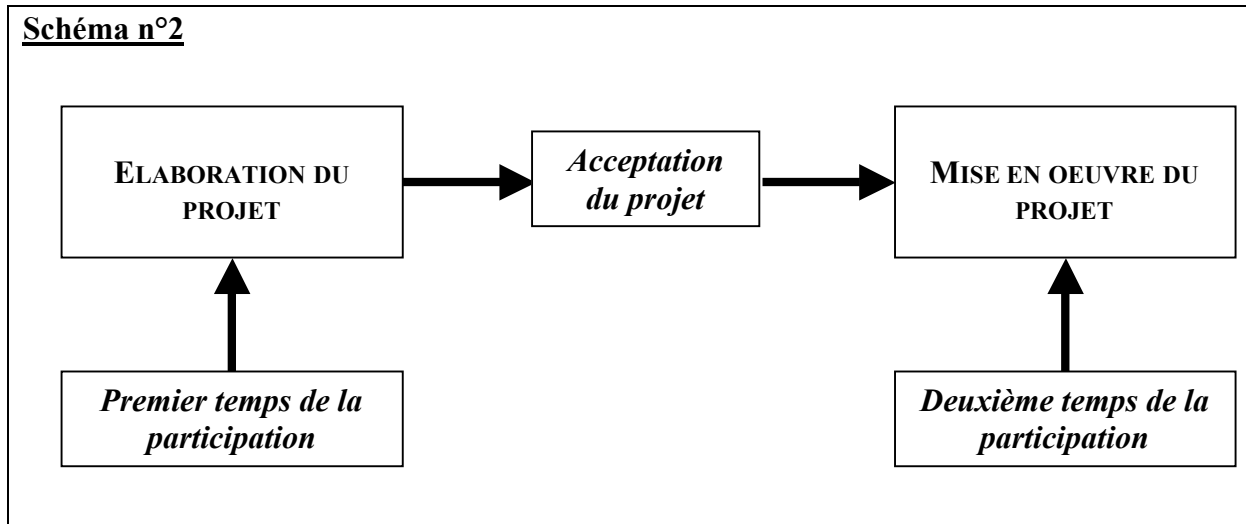 Schéma n°2
ELABORATION DU
PROJET
Acceptation
du projet
MISE EN OEUVRE DU
PROJET
Premier temps de la
participation
Deuxième temps de la
participation